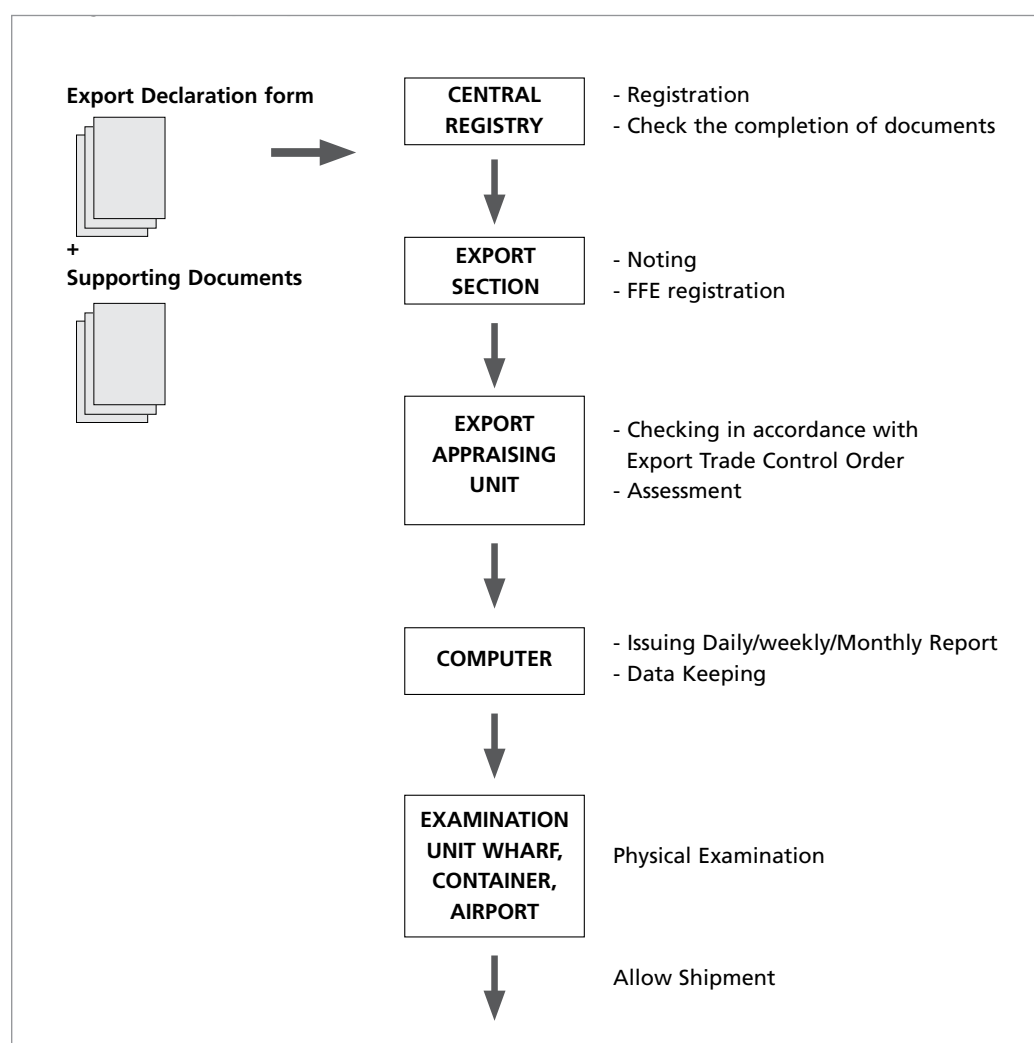 Export Declaration form
+
Supporting Documents
CENTRAL
REGISTRY
- Registration
- Check the completion of documents
EXPORT
SECTION
- Noting
- FFE registration
EXPORT
APPRAISING
UNIT
- Checking in accordance with
Export Trade Control Order
- Assessment
COMPUTER
- Issuing Daily/weekly/Monthly Report
- Data Keeping
EXAMINATION
UNIT WHARF,
CONTAINER,
AIRPORT
Physical Examination
Allow Shipment